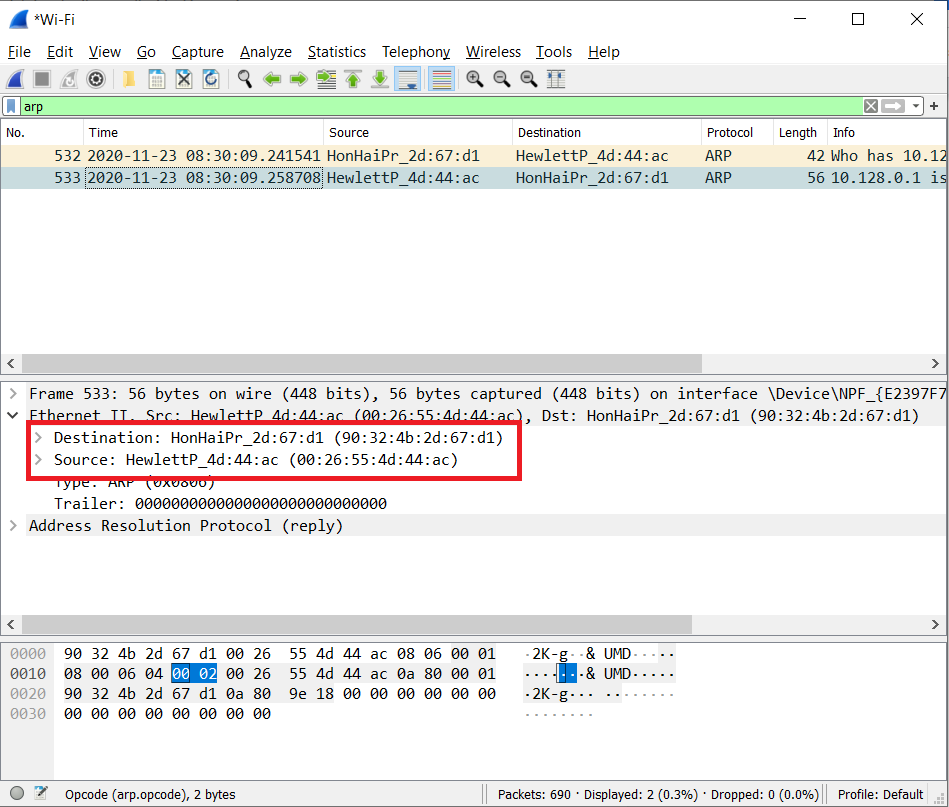 *Wi-Fi
File Edit View Go Capture Analyze Statistics Telephony Wireless Tools Help
arp
No. Time Source Destination Protocol Length Info
532 2020-11-23 08:30:09.241541 HonHaiPr_2d:67:d1 HewlettP_4d:44:ac ARP 42 Who has 10.12
533 2020-11-23 08:30:09.258708 HewlettP_4d:44:ac HonHaiPr_2d:67:d1 ARP 56 10.128.0.1 is
Frame 533: 56 bytes on wire (448 bits), 56 bytes captured (448 bits) on interface \Device\NPF_{E2397F7
Ethernet II, Src: HewlettP_4d:44:ac (00:26:55:4d:44:ac), Dst: HonHaiPr_2d:67:d1 (90:32:4b:2d:67:d1)
Destination: HonHaiPr_2d:67:d1 (90:32:4b:2d:67:d1)
Source: HewlettP_4d:44:ac (00:26:55:4d:44:ac)
Type: ARP (0x0806)
Trailer: 0000000000000000000000000000
Address Resolution Protocol (reply)
0000 90 32 4b 2d 67 d1 00 26 55 4d 44 ac 08 06 00 01 ·2K-g··& UMD·····
0010 08 00 06 04 00 02 00 26 55 4d 44 ac 0a 80 00 01 ·······& UMD·····
0020 90 32 4b 2d 67 d1 0a 80 9e 18 00 00 00 00 00 00 ·2K-g··· ········
0030 00 00 00 00 00 00 00 00 ········
Opcode (arp.opcode), 2 bytes Packets: 690 · Displayed: 2 (0.3%) · Dropped: 0 (0.0%) Profile: Default